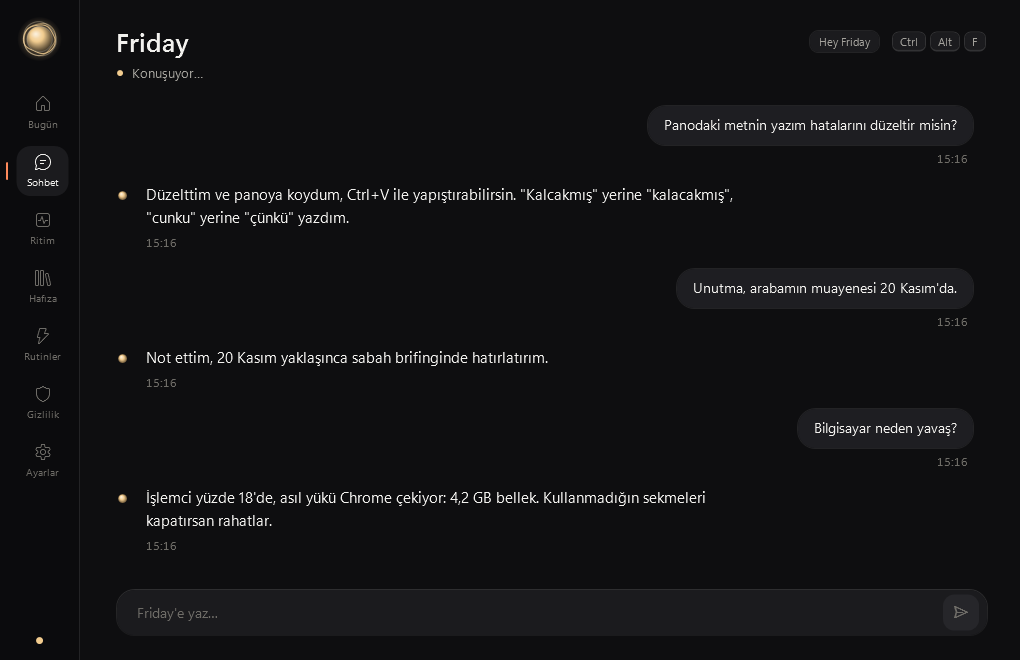 Friday
Konuşuyor...
Hey Friday
Ctrl
Alt
F
Bugün
Sohbet
Ritim
Hafıza
Rutinler
Gizlilik
Ayarlar
Panodaki metnin yazım hatalarını düzeltir misin?
15:16
Düzelttim ve panoya koydum, Ctrl+V ile yapıştırabilirsin. "Kalcakmış" yerine "kalacakmış",
"cunku" yerine "çünkü" yazdım.
15:16
Unutma, arabamın muayenesi 20 Kasım'da.
15:16
Not ettim, 20 Kasım yaklaşınca sabah brifinginde hatırlatırım.
15:16
Bilgisayar neden yavaş?
15:16
İşlemci yüzde 18'de, asıl yükü Chrome çekiyor: 4,2 GB bellek. Kullanmadığın sekmeleri
kapatırsan rahatlar.
15:16
Friday'e yaz...